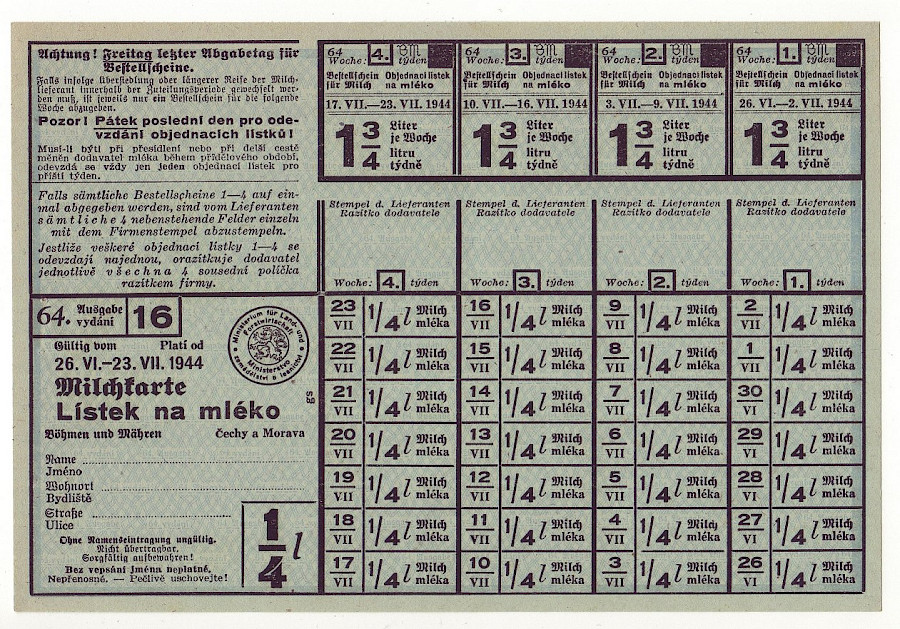 Achtung! Freitag letzter Abgabetag für
Bestellscheine.
Falls infolge Übersiedlung oder längerer Reise der Milch-
lieferant innerhalb der Zuteilungsperiode gewechselt wer-
den muß, ist jeweils nur ein Bestellschein für die folgende
Woche abzugeben.
Pozor! Pátek poslední den pro ode-
vzdání objednacích lístků!
Musí-li býti při přesídlení nebo při delší cestě
měněn dodavatel mléka během přídělového období,
odevzdá se vždy jen jeden objednací lístek pro
příští týden.
Falls sämtliche Bestellscheine 1—4 auf ein-
mal abgegeben werden, sind vom Lieferanten
sämtliche 4 nebenstehende Felder einzeln
mit dem Firmenstempel abzustempeln.
Jestliže veškeré objednací lístky 1—4 se
odevzdají najednou, orazítkuje dodavatel
jednotlivě všechna 4 sousední políčka
razítkem firmy.
64. Ausgabe vydání 16
Ministerium für Land- und Forstwirtschaft
Ministerstvo zemědělství a lesnictví
Gültig vom Platí od
26. VI.—23. VII. 1944
Milchkarte
Lístek na mléko
Böhmen und Mähren Čechy a Morava
sg
Name
Jméno
Wohnort
Bydliště
Straße
Ulice
Ohne Nameneintragung ungültig.
Nicht übertragbar.
Sorgfältig aufbewahren!
Bez vepsání jména neplatné.
Nepřenosné. — Pečlivě uschovejte!
1/4 l
64 BM
Woche: 4. týden
Bestellschein für Milch Objednací lístek na mléko
17. VII.—23. VII. 1944
1 3/4 Liter je Woche
litru týdně
64 BM
Woche: 3. týden
Bestellschein für Milch Objednací lístek na mléko
10. VII.—16. VII. 1944
1 3/4 Liter je Woche
litru týdně
64 BM
Woche: 2. týden
Bestellschein für Milch Objednací lístek na mléko
3. VII.—9. VII. 1944
1 3/4 Liter je Woche
litru týdně
64 BM
Woche: 1. týden
Bestellschein für Milch Objednací lístek na mléko
26. VI.—2. VII. 1944
1 3/4 Liter je Woche
litru týdně
Stempel d. Lieferanten
Razítko dodavatele
Woche: 4. týden
Stempel d. Lieferanten
Razítko dodavatele
Woche: 3. týden
Stempel d. Lieferanten
Razítko dodavatele
Woche: 2. týden
Stempel d. Lieferanten
Razítko dodavatele
Woche: 1. týden
23 VII 1/4 l Milch mléka 16 VII 1/4 l Milch mléka 9 VII 1/4 l Milch mléka 2 VII 1/4 l Milch mléka
22 VII 1/4 l Milch mléka 15 VII 1/4 l Milch mléka 8 VII 1/4 l Milch mléka 1 VII 1/4 l Milch mléka
21 VII 1/4 l Milch mléka 14 VII 1/4 l Milch mléka 7 VII 1/4 l Milch mléka 30 VI 1/4 l Milch mléka
20 VII 1/4 l Milch mléka 13 VII 1/4 l Milch mléka 6 VII 1/4 l Milch mléka 29 VI 1/4 l Milch mléka
19 VII 1/4 l Milch mléka 12 VII 1/4 l Milch mléka 5 VII 1/4 l Milch mléka 28 VI 1/4 l Milch mléka
18 VII 1/4 l Milch mléka 11 VII 1/4 l Milch mléka 4 VII 1/4 l Milch mléka 27 VI 1/4 l Milch mléka
17 VII 1/4 l Milch mléka 10 VII 1/4 l Milch mléka 3 VII 1/4 l Milch mléka 26 VI 1/4 l Milch mléka